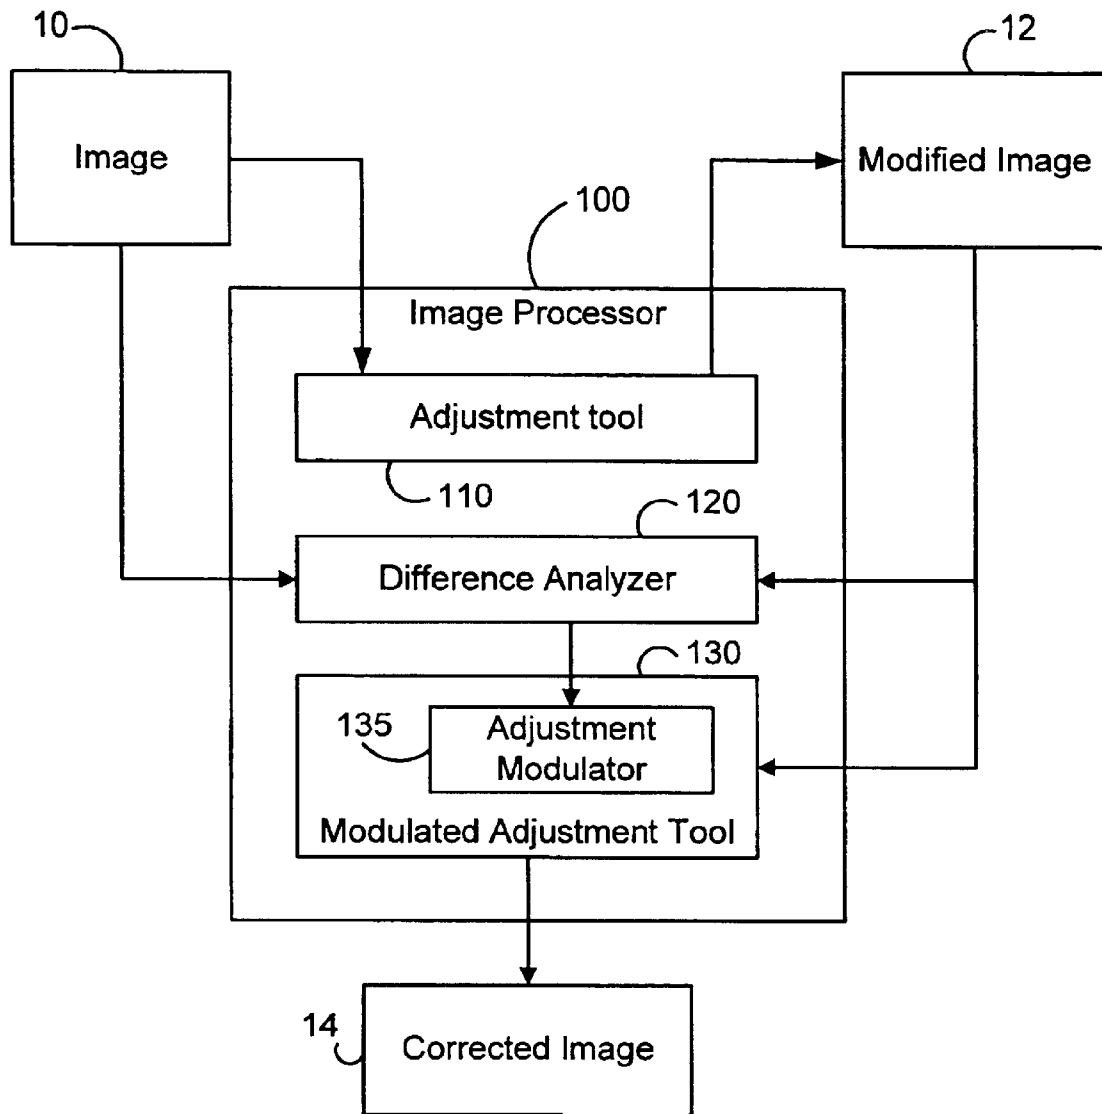 10
12
Image
Modified Image
100
Image Processor
Adjustment tool
110
120
Difference Analyzer
130
135
Adjustment
Modulator
Modulated Adjustment Tool
14
Corrected Image